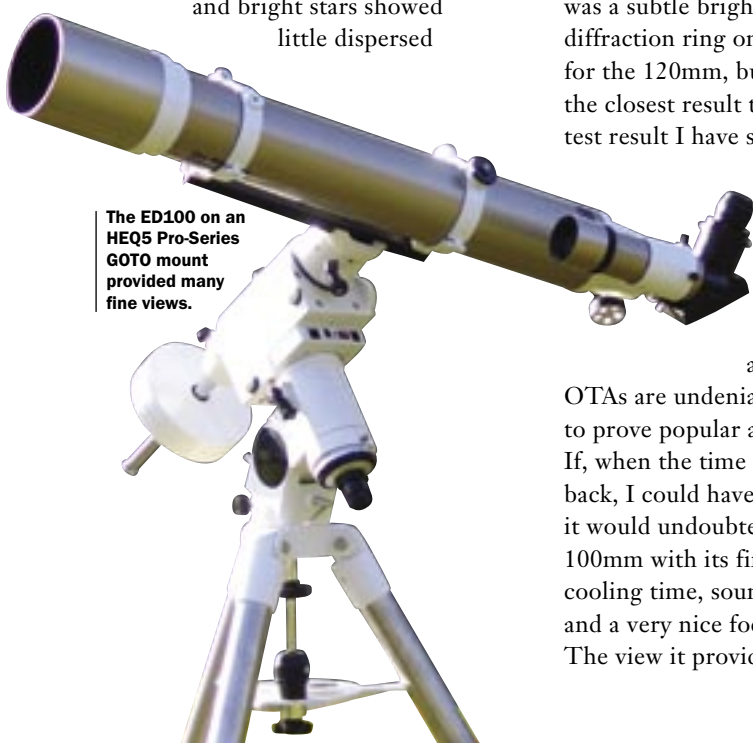 and bright stars showed
little dispersed
The ED100 on an
HEQ5 Pro-Series
GOTO mount
provided many
fine views.
was a subtle bright
diffraction ring on
for the 120mm, bu
the closest result t
test result I have s
a
OTAs are undenia
to prove popular a
If, when the time
back, I could have
it would undoubte
100mm with its fi
cooling time, sour
and a very nice foc
The view it provid